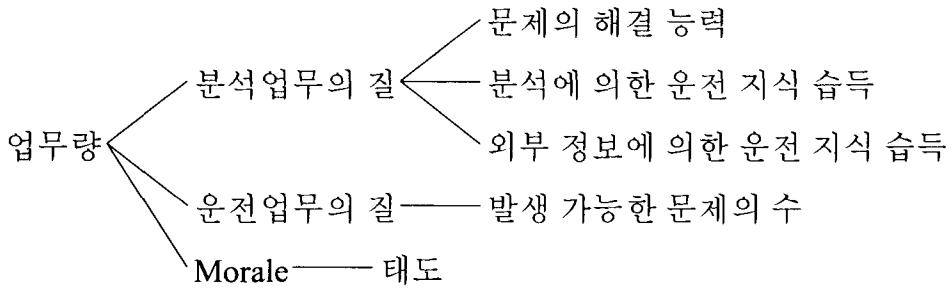 문제의 해결 능력
분석업무의 질
분석에 의한 운전 지식 습득
업무량
외부 정보에 의한 운전 지식 습득
운전업무의 질
발생 가능한 문제의 수
Morale
태도